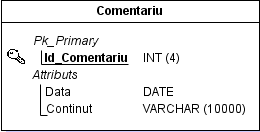 Comentariu
Pk_Primary
Id_Comentariu INT (4)
Attributs
Data DATE
Continut VARCHAR (10000)